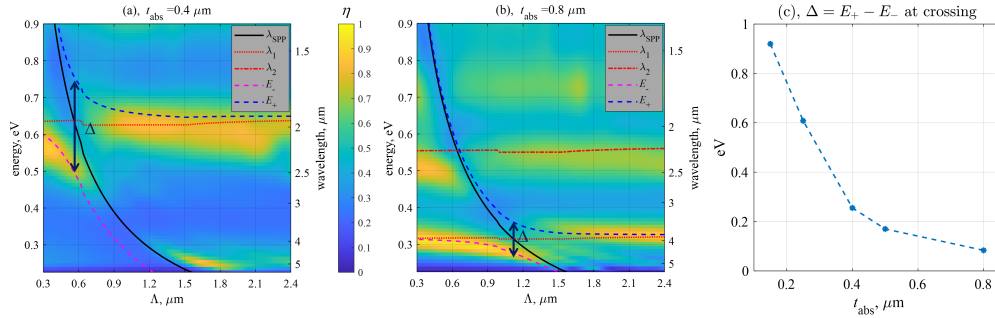 (a), t_abs =0.4 μm
η
(b), t_abs =0.8 μm
(c), Δ = E₊ − E₋ at crossing
energy, eV
0.9
0.8
0.7
0.6
0.5
0.4
0.3
0.3 0.6 0.9 1.2 1.5 1.8 2.1 2.4
Λ, μm
λ_SPP
λ₁
λ₂
E₋
E₊
Δ
1.5
2
2.5
3
4
5
wavelength, μm
1
0.9
0.8
0.7
0.6
0.5
0.4
0.3
0.2
0.1
0
energy, eV
0.9
0.8
0.7
0.6
0.5
0.4
0.3
0.3 0.6 0.9 1.2 1.5 1.8 2.1 2.4
Λ, μm
λ_SPP
λ₁
λ₂
E₋
E₊
Δ
1.5
2
2.5
3
4
5
wavelength, μm
eV
1
0.8
0.6
0.4
0.2
0
0.2 0.4 0.6 0.8
t_abs, μm